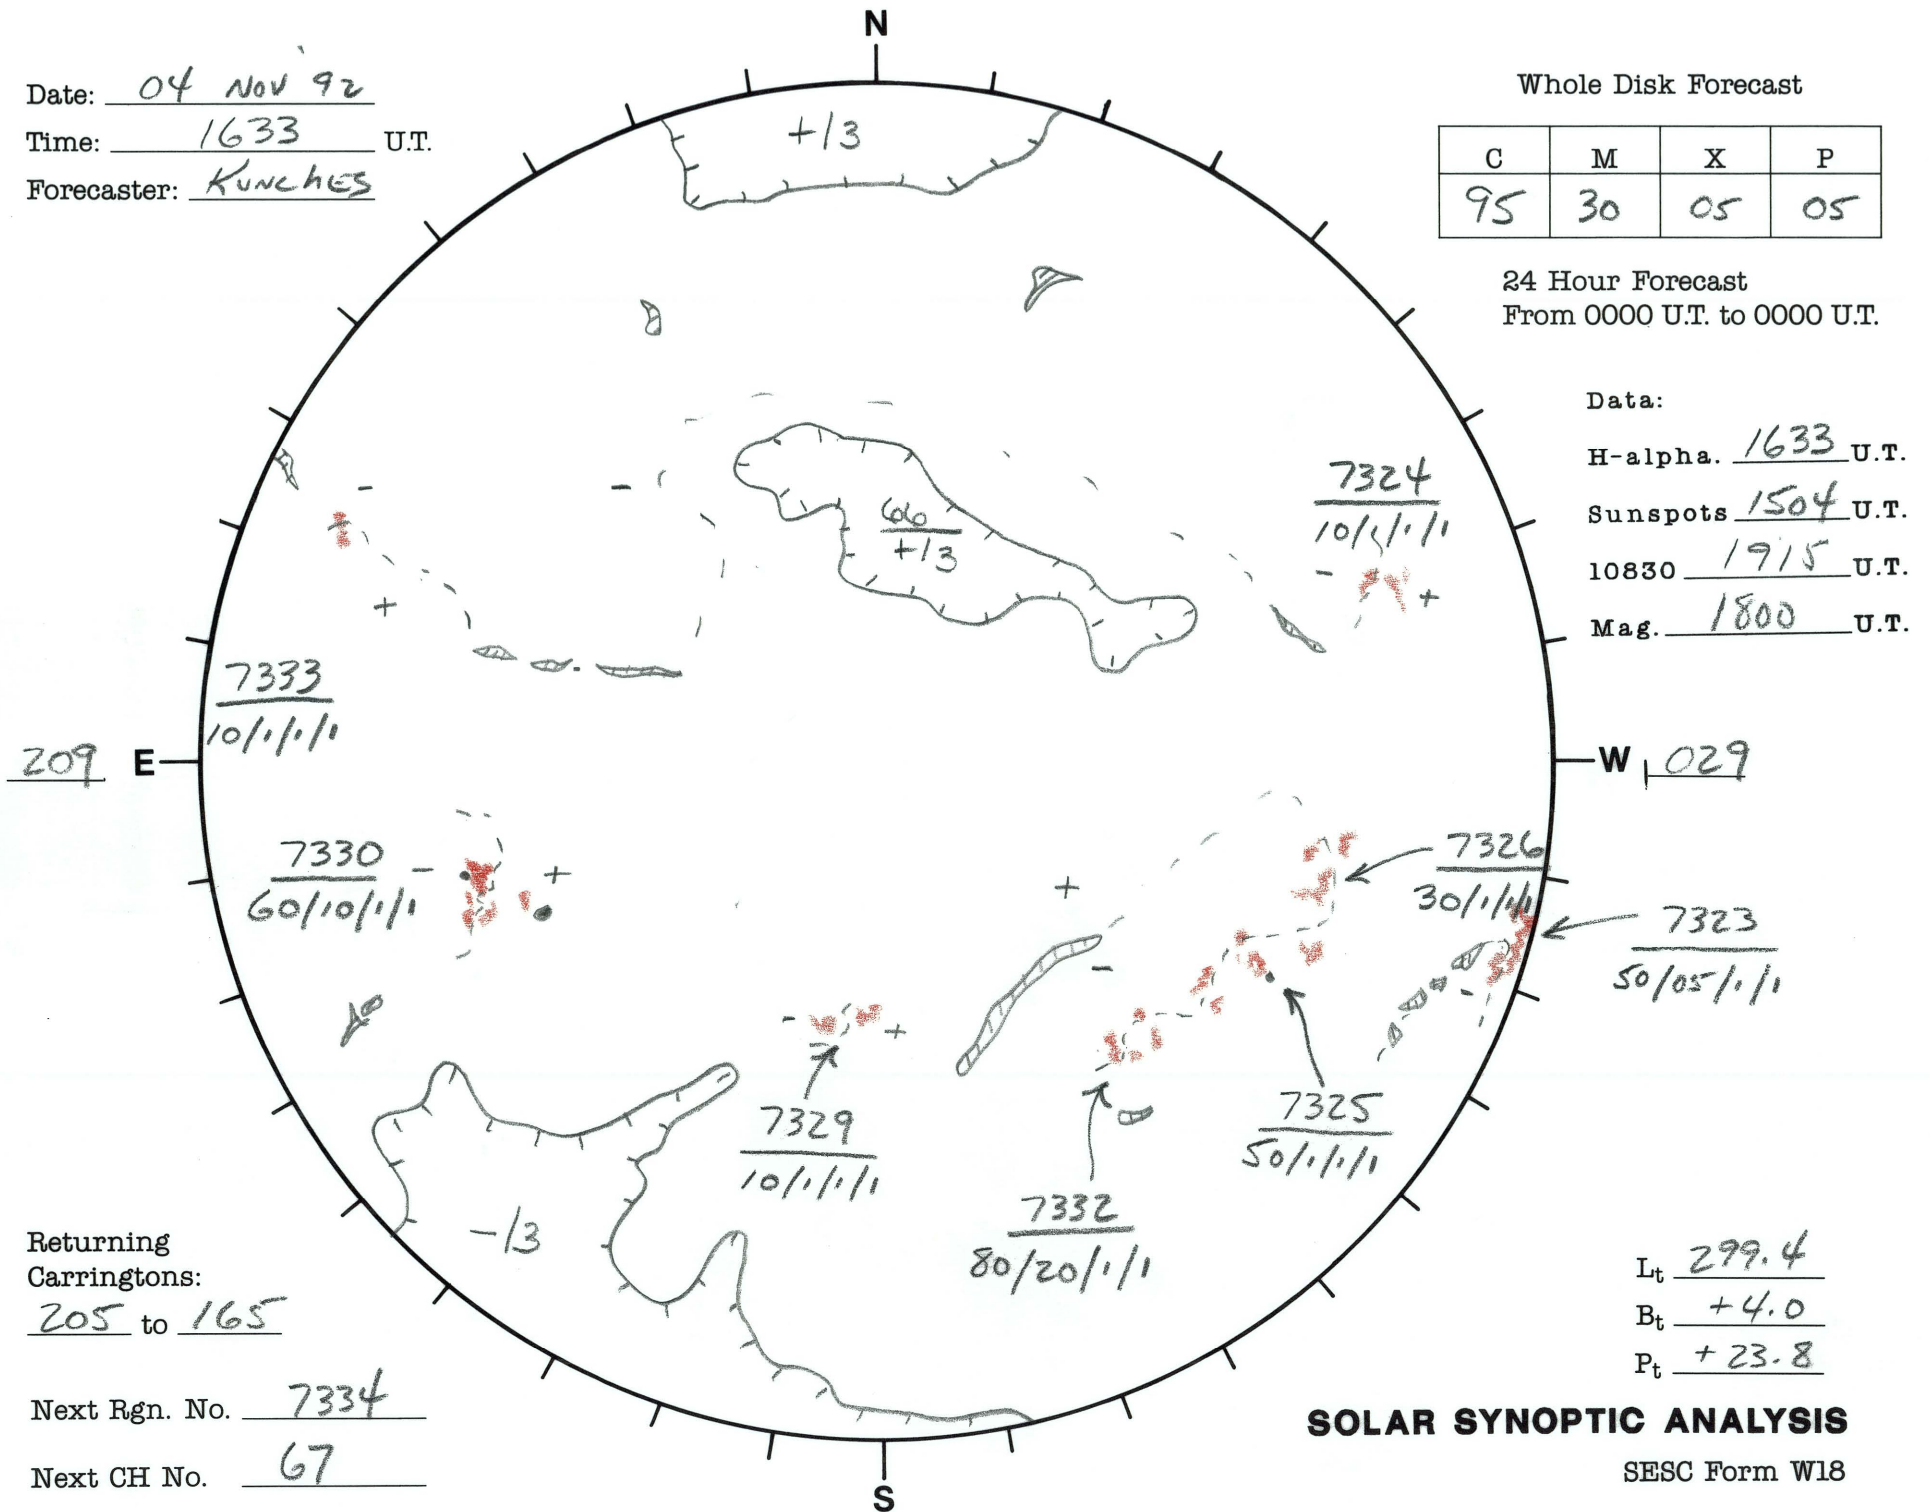 N
Date: 04 Nov '92
Time: 1633 U.T.
Forecaster: Kunches
Whole Disk Forecast
C M X P
95 30 05 05
24 Hour Forecast
From 0000 U.T. to 0000 U.T.
Data:
H-alpha. 1633 U.T.
Sunspots 1504 U.T.
10830 1915 U.T.
Mag. 1800 U.T.
+/3
-
-
66
+/3
7324
10/1/1/1
- +
+
7333
10/1/1/1
209 E
W 029
7330
60/10/1/1
- +
+
-
7326
30/1/1/1
7323
50/05/1/1
-
- +
7329
10/1/1/1
7325
50/1/1/1
7332
80/20/1/1
-/3
Returning
Carringtons:
205 to 165
Next Rgn. No. 7334
Next CH No. 67
Lt 299.4
Bt +4.0
Pt +23.8
SOLAR SYNOPTIC ANALYSIS
SESC Form W18
S